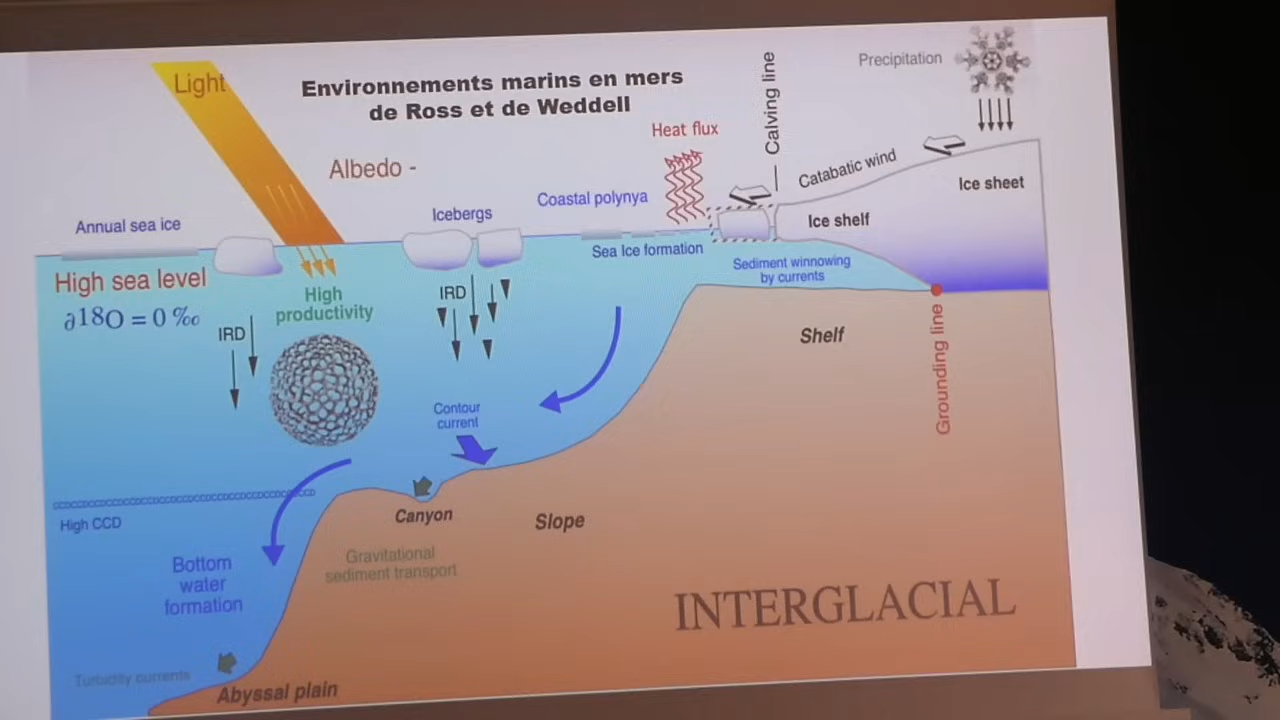 Light
Environnements marins en mers
de Ross et de Weddell
Precipitation
Calving line
Heat flux
Albedo -
Catabatic wind
Ice sheet
Annual sea ice
Icebergs
Coastal polynya
Ice shelf
Sea Ice formation
Sediment winnowing
by currents
High sea level
∂18O = 0 ‰
High
productivity
IRD
IRD
Shelf
Grounding line
Contour
current
High CCD
Canyon
Slope
Gravitational
sediment transport
Bottom
water
formation
INTERGLACIAL
Turbidity currents
Abyssal plain